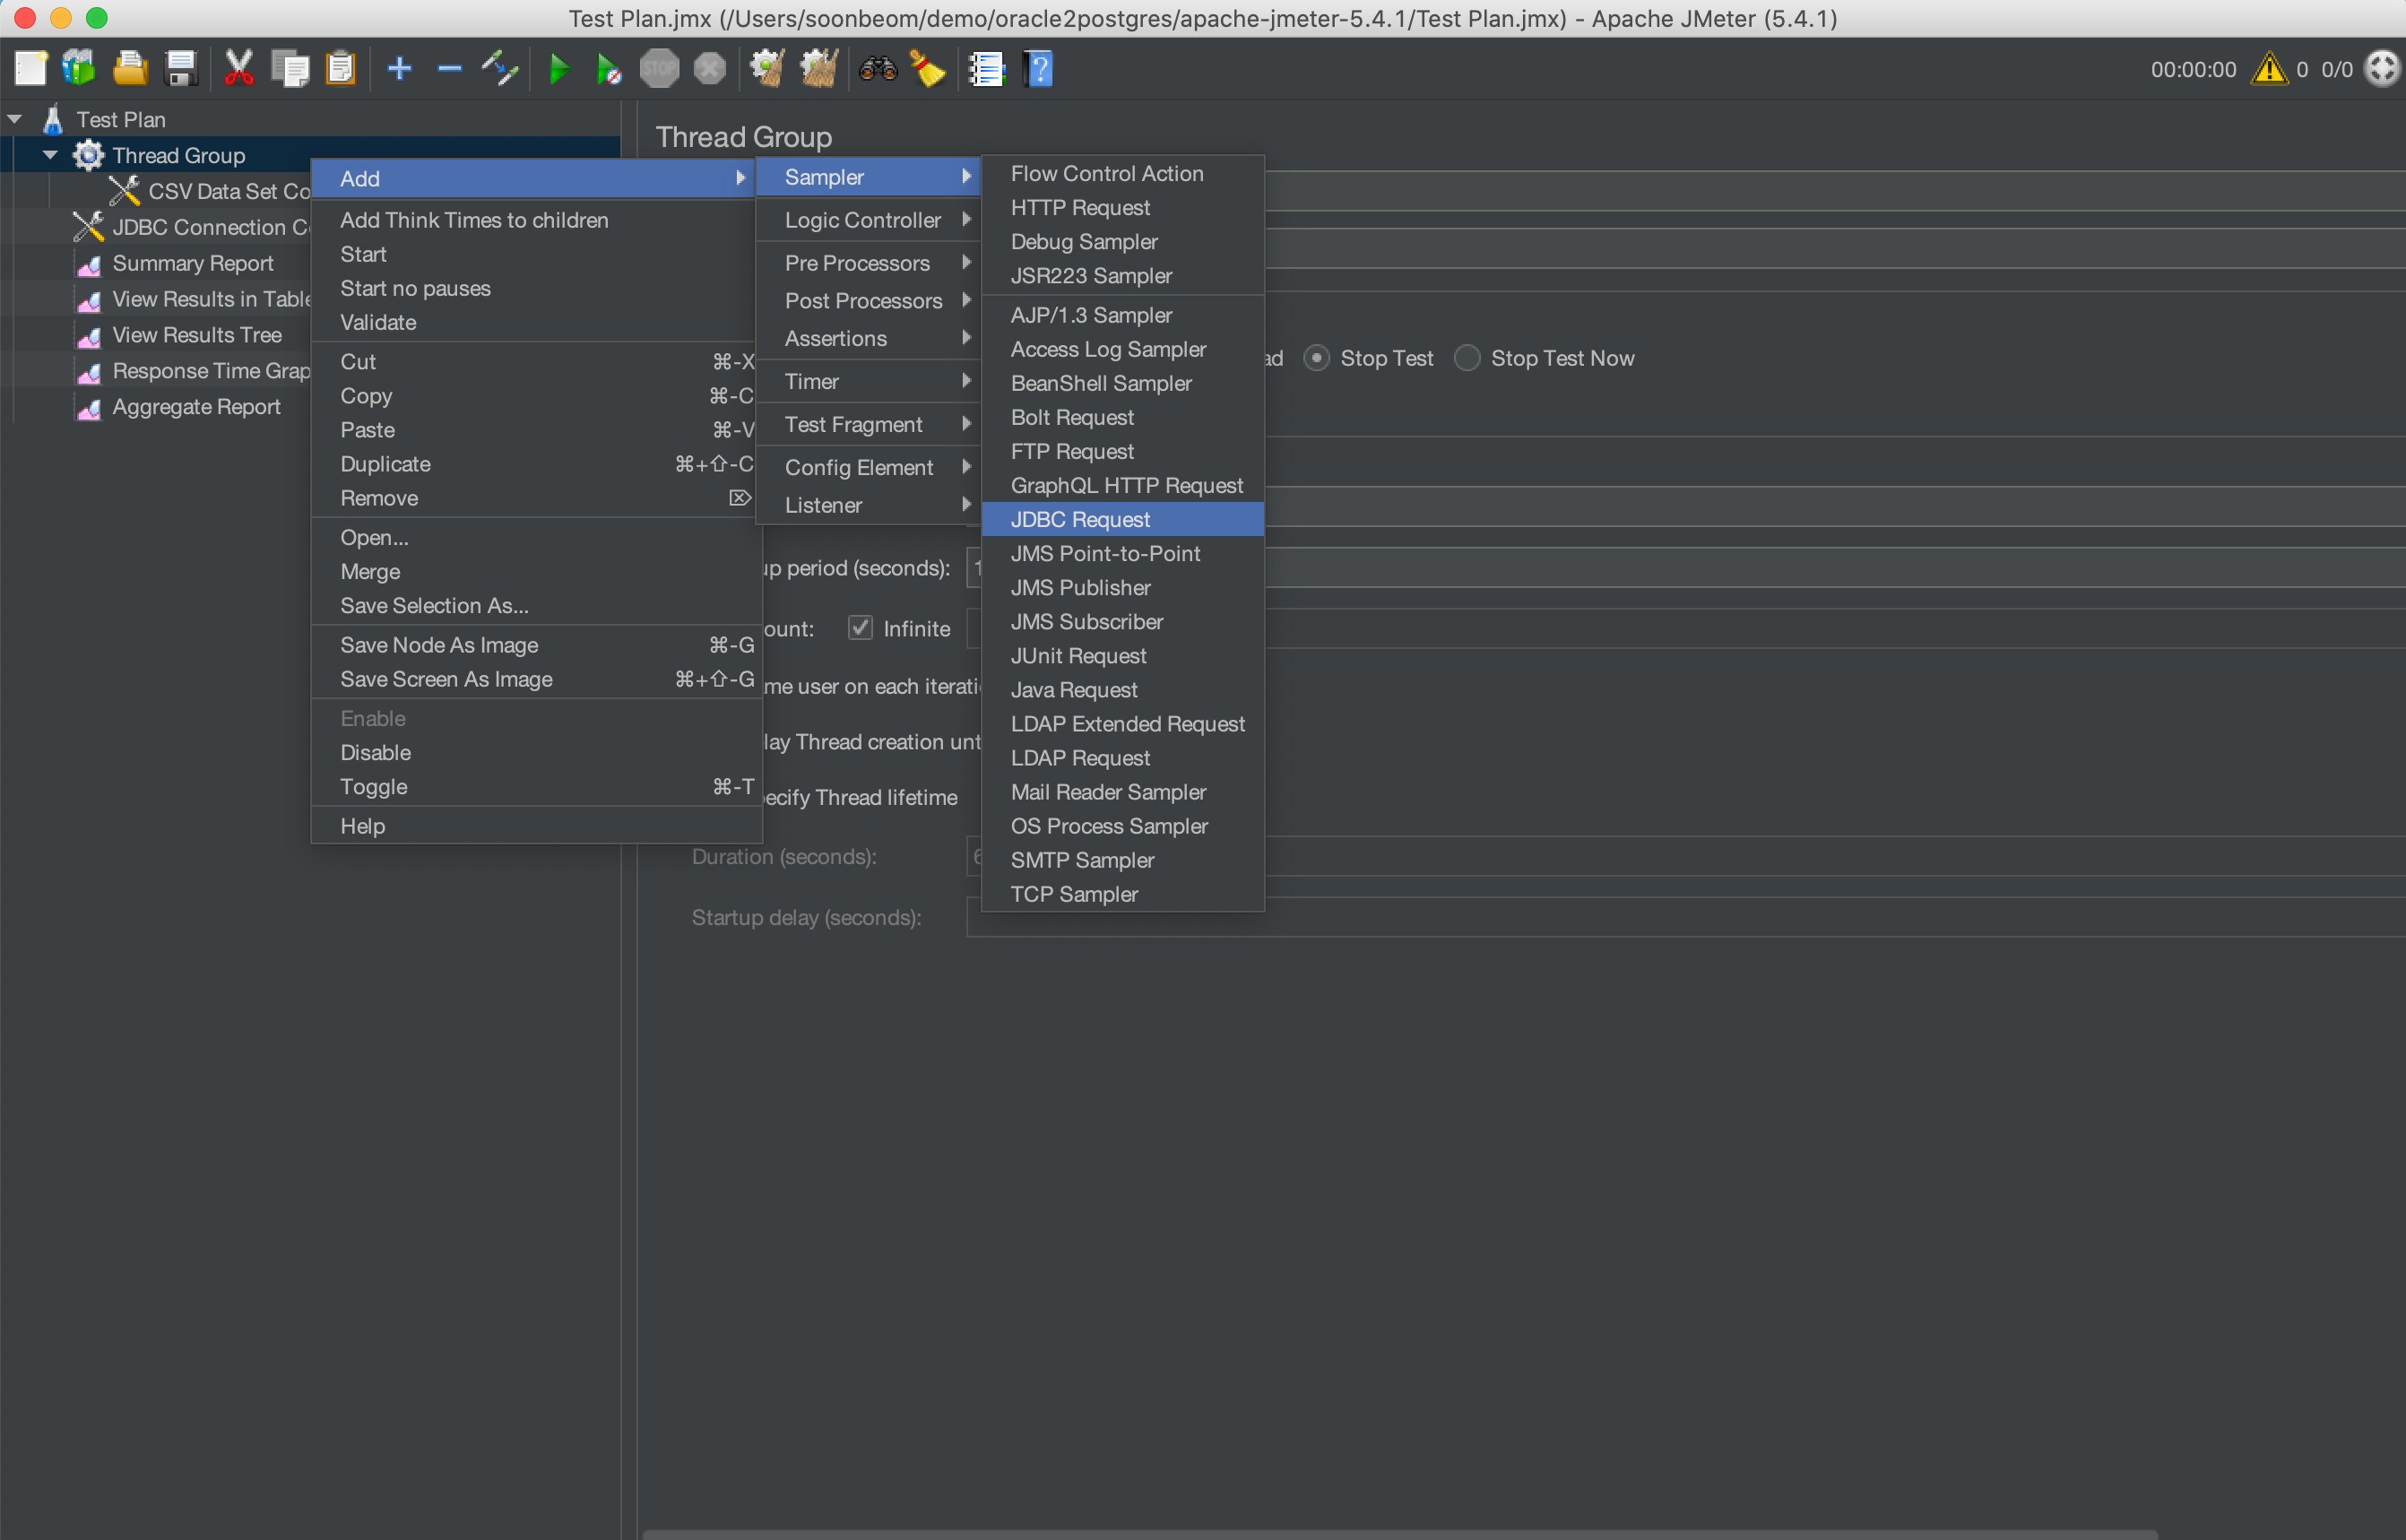 Test Plan.jmx (/Users/soonbeom/demo/oracle2postgres/apache-jmeter-5.4.1/Test Plan.jmx) - Apache JMeter (5.4.1)
STOP
?
00:00:00
0 0/0
Test Plan
Thread Group
CSV Data Set Co
JDBC Connection C
Summary Report
View Results in Table
View Results Tree
Response Time Grap
Aggregate Report
Add
Add Think Times to children
Start
Start no pauses
Validate
Cut ⌘-X
Copy ⌘-C
Paste ⌘-V
Duplicate ⌘+⇧-C
Remove ⌦
Open...
Merge
Save Selection As...
Save Node As Image ⌘-G
Save Screen As Image ⌘+⇧-G
Enable
Disable
Toggle ⌘-T
Help
Sampler
Logic Controller
Pre Processors
Post Processors
Assertions
Timer
Test Fragment
Config Element
Listener
Flow Control Action
HTTP Request
Debug Sampler
JSR223 Sampler
AJP/1.3 Sampler
Access Log Sampler
BeanShell Sampler
Bolt Request
FTP Request
GraphQL HTTP Request
JDBC Request
JMS Point-to-Point
JMS Publisher
JMS Subscriber
JUnit Request
Java Request
LDAP Extended Request
LDAP Request
Mail Reader Sampler
OS Process Sampler
SMTP Sampler
TCP Sampler
Thread Group
ad Stop Test Stop Test Now
up period (seconds): 1
ount: Infinite
me user on each iterati
lay Thread creation unt
ecify Thread lifetime
Duration (seconds): 6
Startup delay (seconds):